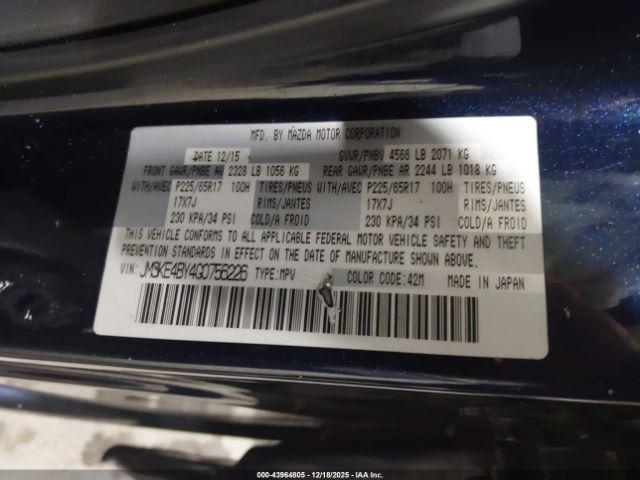 MFD. BY MAZDA MOTOR CORPORATION
DATE 12/15 GVWR/PNBV 4566 LB 2071 KG
FRONT GAWR/PNBE AV 2328 LB 1056 KG REAR GAWR/PNBE AR 2244 LB 1018 KG
WITH/AVEC P225/65R17 100H TIRES/PNEUS WITH/AVEC P225/65R17 100H TIRES/PNEUS
17X7J RIMS/JANTES 17X7J RIMS/JANTES
230 KPA/34 PSI COLD/A FROID 230 KPA/34 PSI COLD/A FROID
THIS VEHICLE CONFORMS TO ALL APPLICABLE FEDERAL MOTOR VEHICLE SAFETY AND THEFT
PREVENTION STANDARDS IN EFFECT ON THE DATE OF MANUFACTURE SHOWN ABOVE.
VIN: JM3KE4BY4G0756226 TYPE:MPV COLOR CODE:42M MADE IN JAPAN
000-43964805 - 12/18/2025 - IAAI.COM